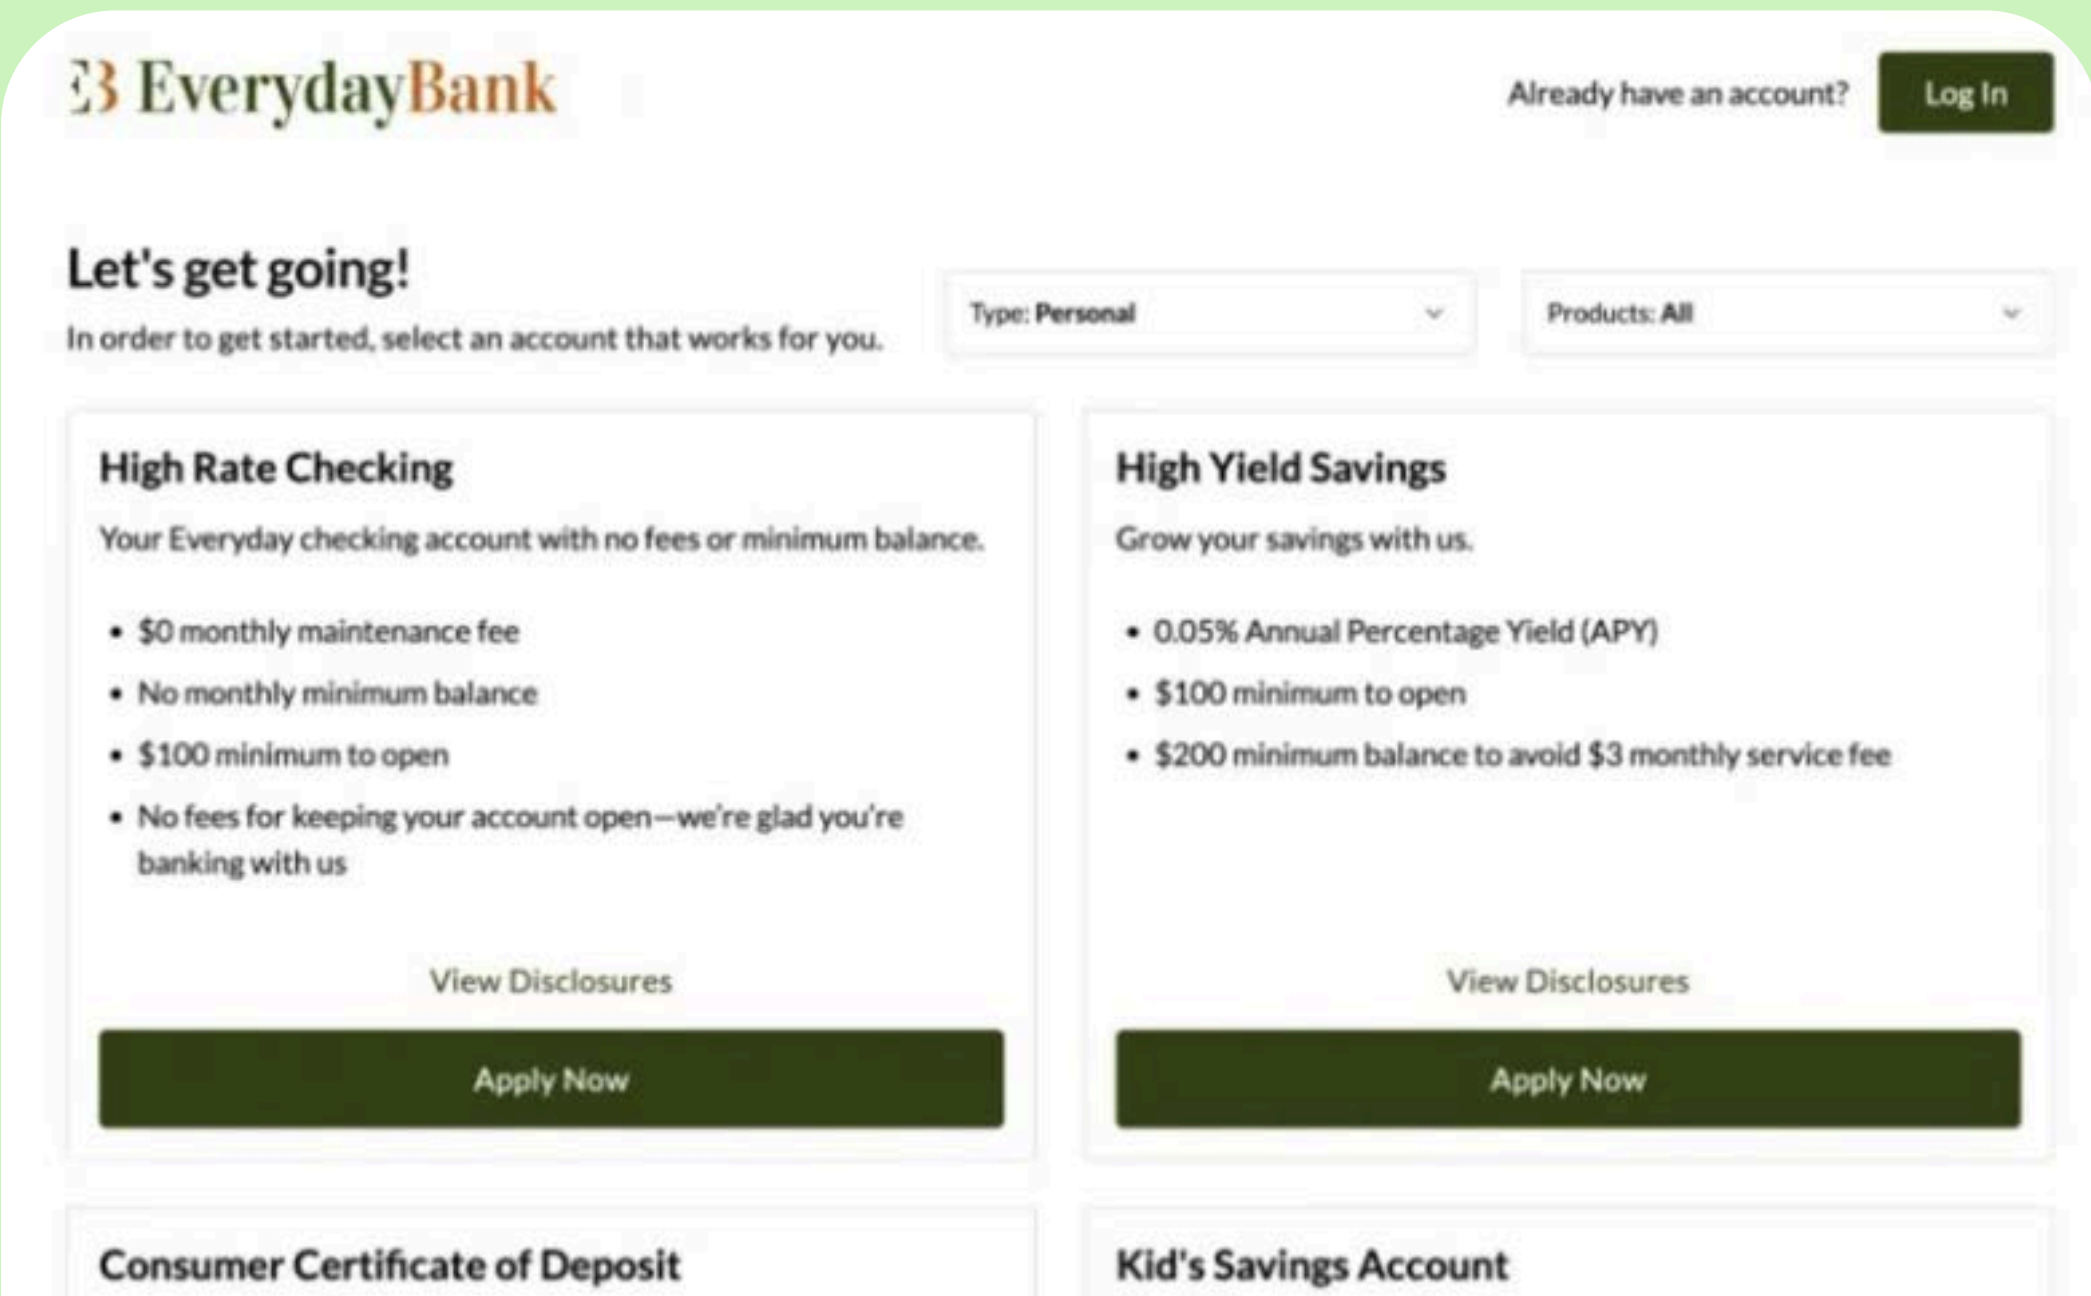 EB EverydayBank
Already have an account?
Log In
Let's get going!
In order to get started, select an account that works for you.
Type: Personal
Products: All
High Rate Checking
Your Everyday checking account with no fees or minimum balance.
• $0 monthly maintenance fee
• No monthly minimum balance
• $100 minimum to open
• No fees for keeping your account open—we're glad you're
banking with us
View Disclosures
Apply Now
High Yield Savings
Grow your savings with us.
• 0.05% Annual Percentage Yield (APY)
• $100 minimum to open
• $200 minimum balance to avoid $3 monthly service fee
View Disclosures
Apply Now
Consumer Certificate of Deposit
Kid's Savings Account